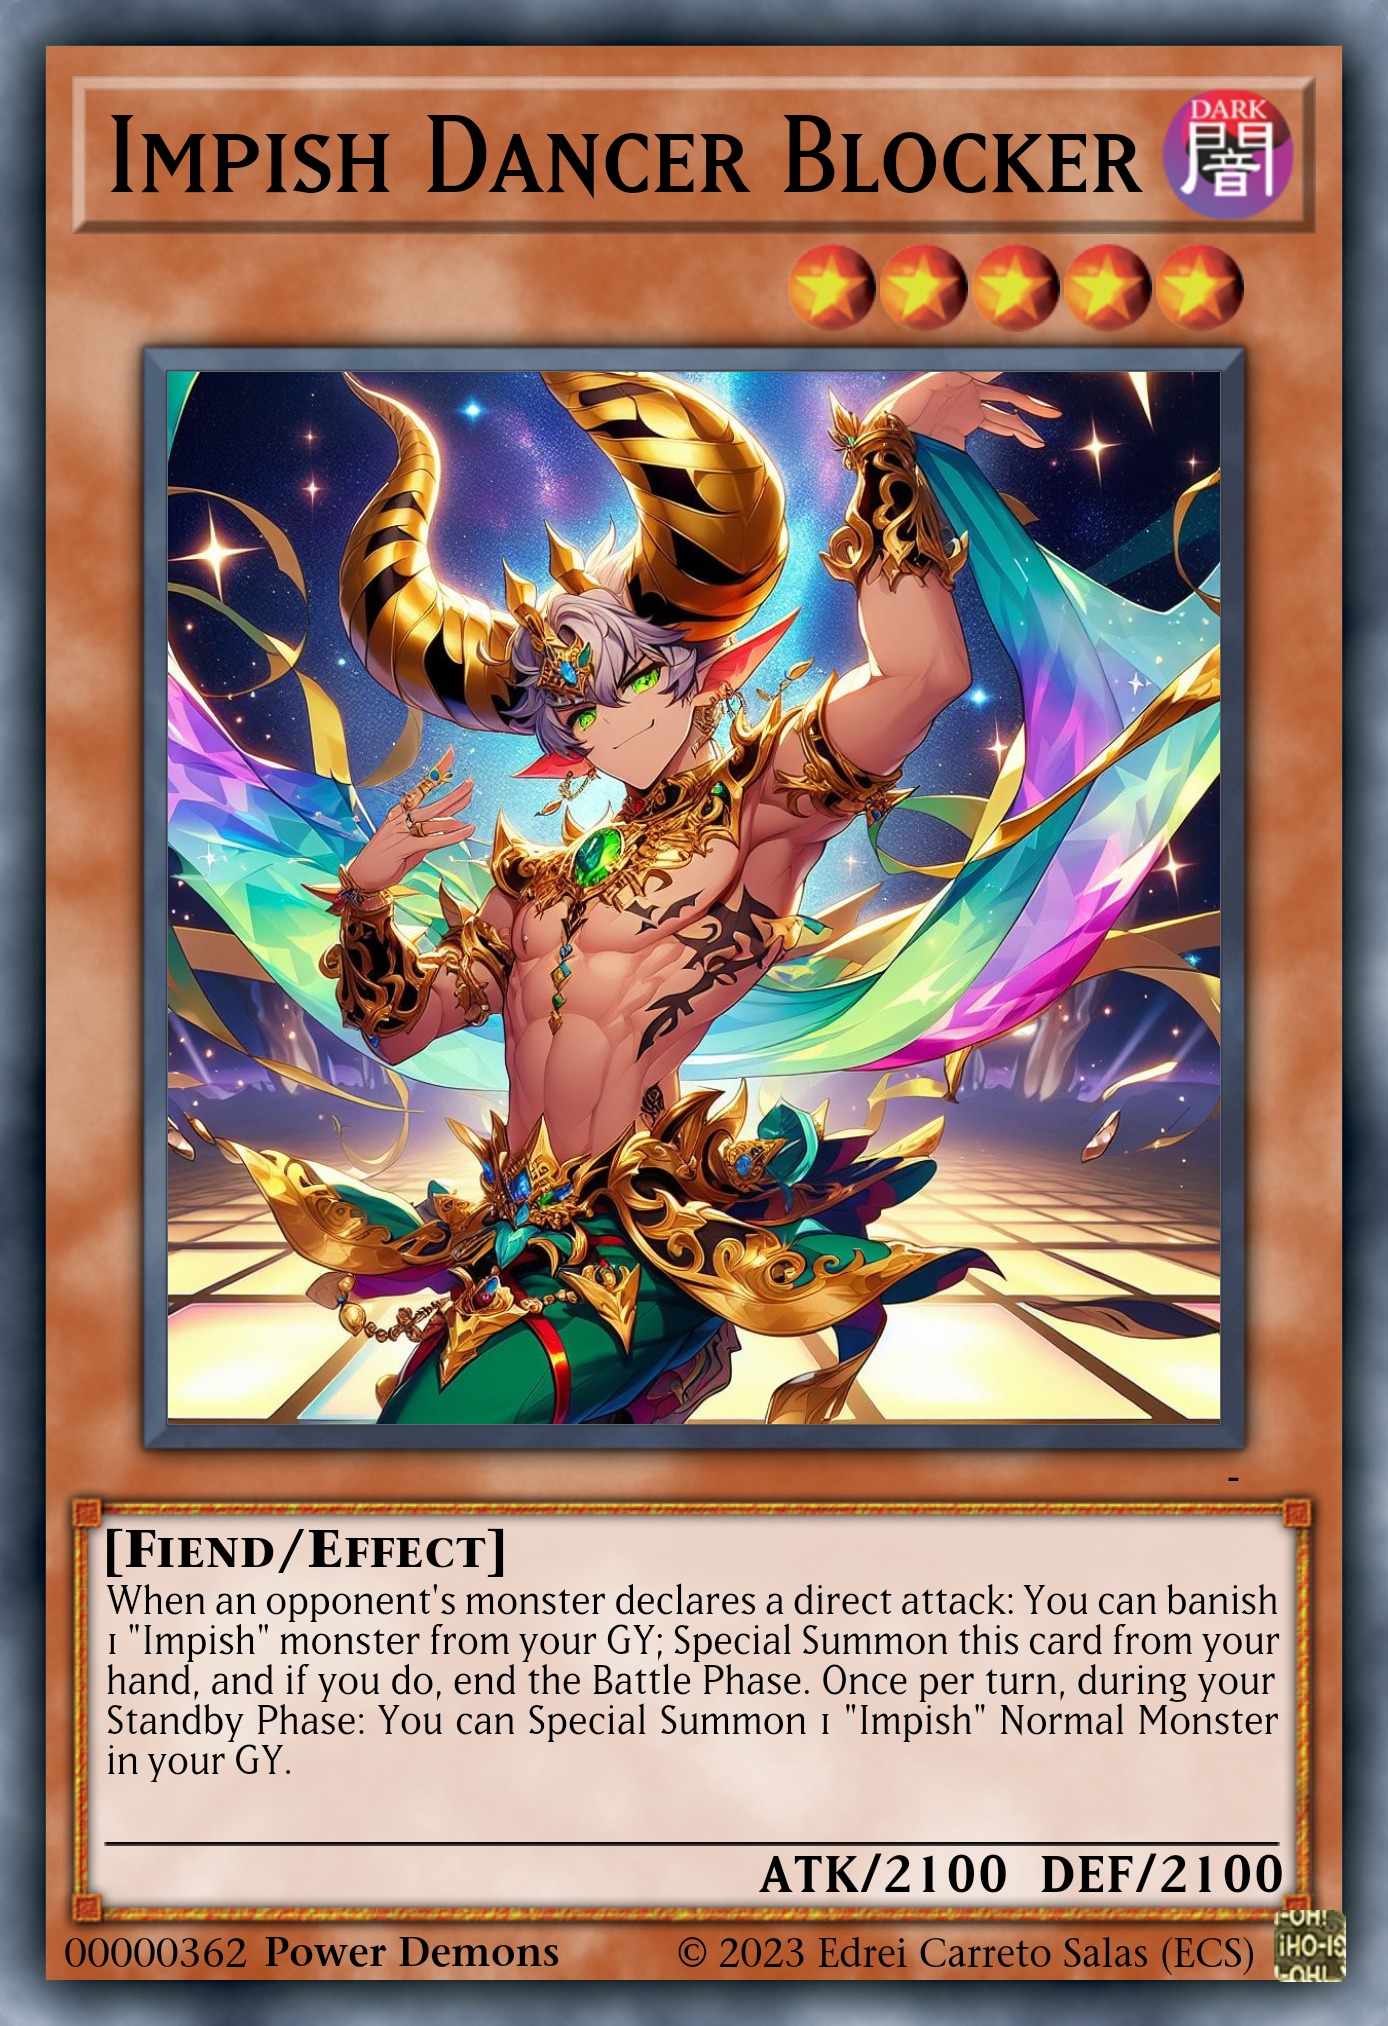 Impish Dancer Blocker
DARK
闇
-
[Fiend/Effect]
When an opponent's monster declares a direct attack: You can banish
1 "Impish" monster from your GY; Special Summon this card from your
hand, and if you do, end the Battle Phase. Once per turn, during your
Standby Phase: You can Special Summon 1 "Impish" Normal Monster
in your GY.
ATK/2100 DEF/2100
00000362 Power Demons © 2023 Edrei Carreto Salas (ECS)